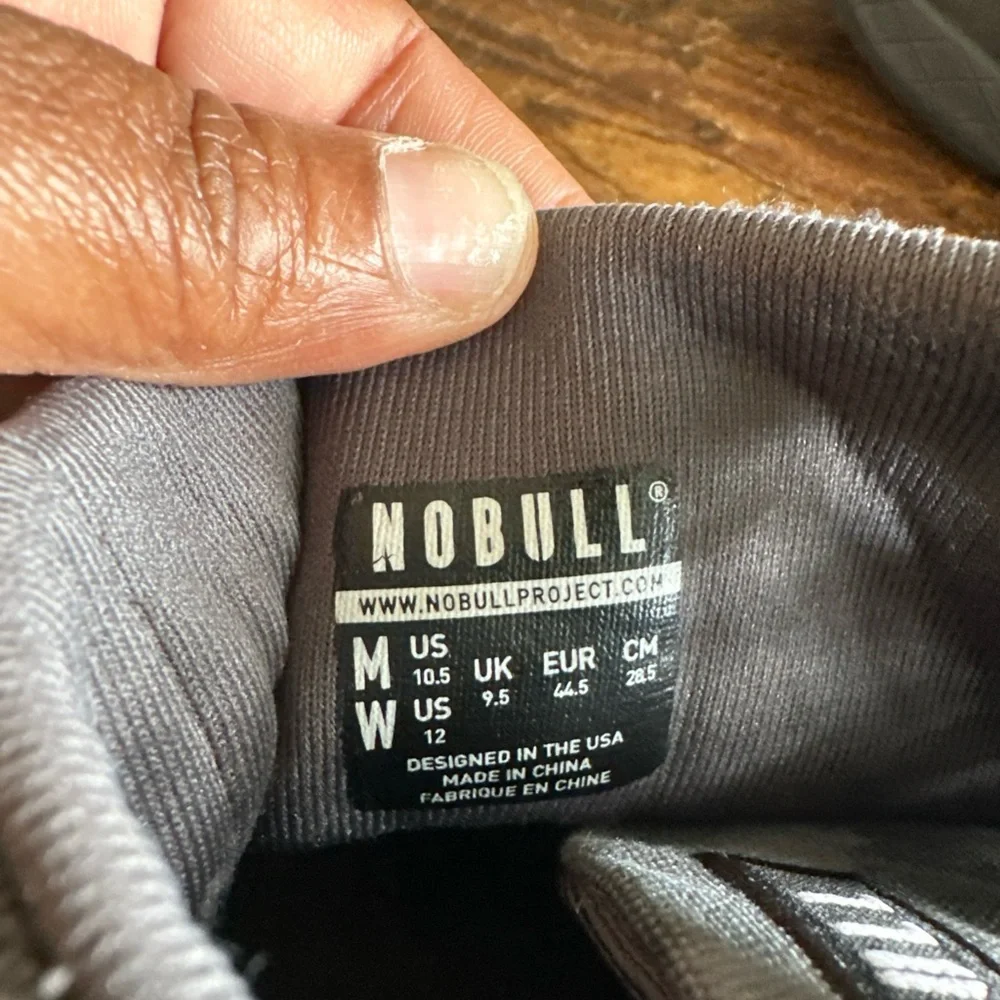 NOBULL®
WWW.NOBULLPROJECT.COM
M US 10.5 UK 9.5 EUR 44.5 CM 28.5
W US 12
DESIGNED IN THE USA
MADE IN CHINA
FABRIQUE EN CHINE